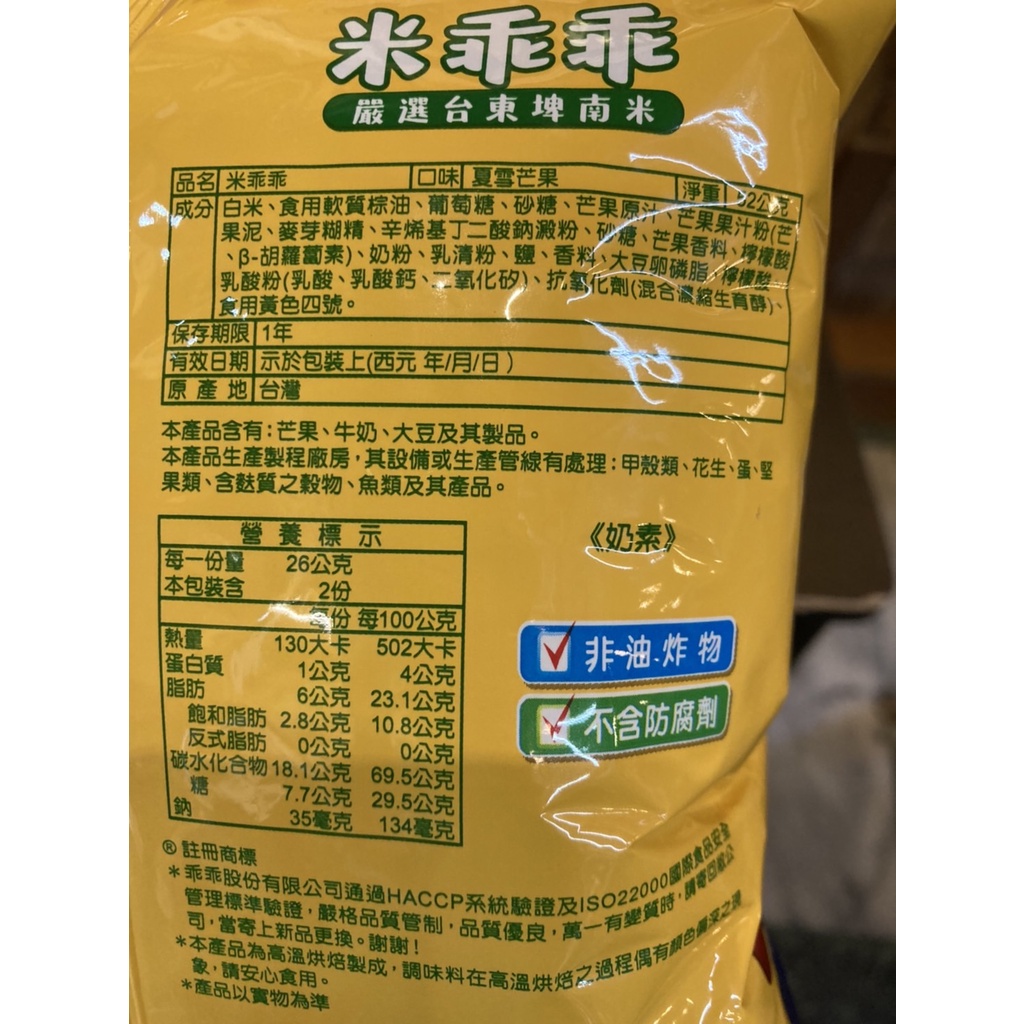 米乖乖
嚴選台東埤南米
品名 米乖乖 口味 夏雪芒果 淨重 52公克
成分 白米、食用軟質棕油、葡萄糖、砂糖、芒果原汁、芒果果汁粉(芒
果泥、麥芽糊精、辛烯基丁二酸鈉澱粉、砂糖、芒果香料、檸檬酸
、β-胡蘿蔔素)、奶粉、乳清粉、鹽、香料、大豆卵磷脂、檸檬酸、
乳酸粉(乳酸、乳酸鈣、二氧化矽)、抗氧化劑(混合濃縮生育醇)、
食用黃色四號。
保存期限 1年
有效日期 示於包裝上(西元 年/月/日)
原產地 台灣
本產品含有:芒果、牛奶、大豆及其製品。
本產品生產製程廠房,其設備或生產管線有處理:甲殼類、花生、蛋、堅
果類、含麩質之穀物、魚類及其產品。
《奶素》
營養標示
每一份量 26公克
本包裝含 2份
每份 每100公克
熱量 130大卡 502大卡
蛋白質 1公克 4公克
脂肪 6公克 23.1公克
飽和脂肪 2.8公克 10.8公克
反式脂肪 0公克 0公克
碳水化合物 18.1公克 69.5公克
糖 7.7公克 29.5公克
鈉 35毫克 134毫克
非油炸物
不含防腐劑
® 註冊商標
*乖乖股份有限公司通過HACCP系統驗證及ISO22000國際食品安全
管理標準驗證,嚴格品質管制,品質優良,萬一有變質時,請寄回敝公
司,當寄上新品更換。謝謝!
*本產品為高溫烘焙製成,調味料在高溫烘焙之過程偶有顏色黃深之現
象,請安心食用。
*產品以實物為準